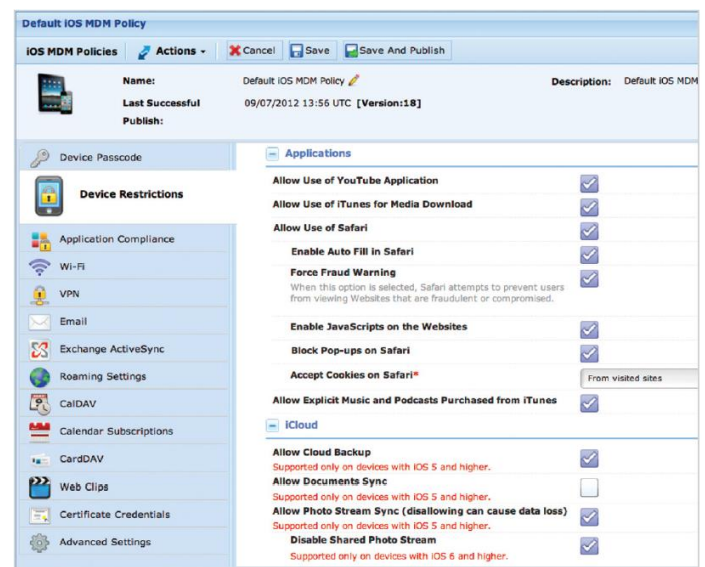 Default iOS MDM Policy
iOS MDM Policies Actions Cancel Save Save And Publish
Name: Default iOS MDM Policy Description: Default iOS MDM
Last Successful Publish: 09/07/2012 13:56 UTC [Version:18]
Device Passcode
Device Restrictions
Application Compliance
Wi-Fi
VPN
Email
Exchange ActiveSync
Roaming Settings
CalDAV
Calendar Subscriptions
CardDAV
Web Clips
Certificate Credentials
Advanced Settings
Applications
Allow Use of YouTube Application
Allow Use of iTunes for Media Download
Allow Use of Safari
Enable Auto Fill in Safari
Force Fraud Warning
When this option is selected, Safari attempts to prevent users
from viewing Websites that are fraudulent or compromised.
Enable JavaScripts on the Websites
Block Pop-ups on Safari
Accept Cookies on Safari* From visited sites
Allow Explicit Music and Podcasts Purchased from iTunes
iCloud
Allow Cloud Backup
Supported only on devices with iOS 5 and higher.
Allow Documents Sync
Supported only on devices with iOS 5 and higher.
Allow Photo Stream Sync (disallowing can cause data loss)
Supported only on devices with iOS 5 and higher.
Disable Shared Photo Stream
Supported only on devices with iOS 6 and higher.